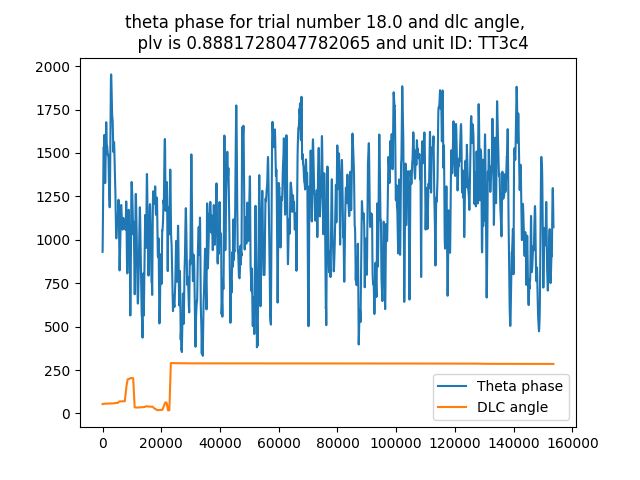 theta phase for trial number 18.0 and dlc angle,
plv is 0.8881728047782065 and unit ID: TT3c4
2000
1750
1500
1250
1000
750
500
250
0
Theta phase
DLC angle
0 20000 40000 60000 80000 100000 120000 140000 160000